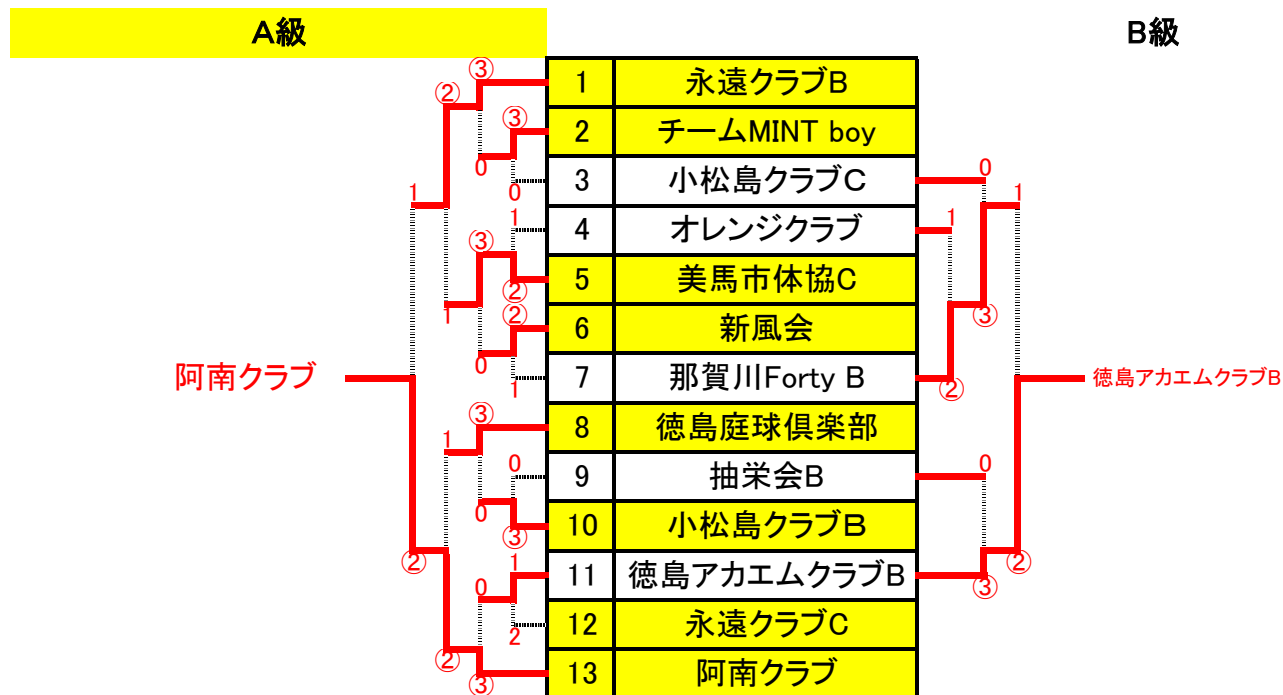 A級
B級
③
1
永遠クラブB
②
③
2
チームMINT boy
0
0
3
小松島クラブC
0
1
1
1
4
オレンジクラブ
1
③
②
5
美馬市体協C
1
②
6
新風会
③
0
1
7
那賀川Forty B
②
阿南クラブ
徳島アカエムクラブB
③
8
徳島庭球倶楽部
1
0
9
抽栄会B
0
0
③
10
小松島クラブB
②
1
11
徳島アカエムクラブB
③
②
0
2
12
永遠クラブC
②
③
13
阿南クラブ